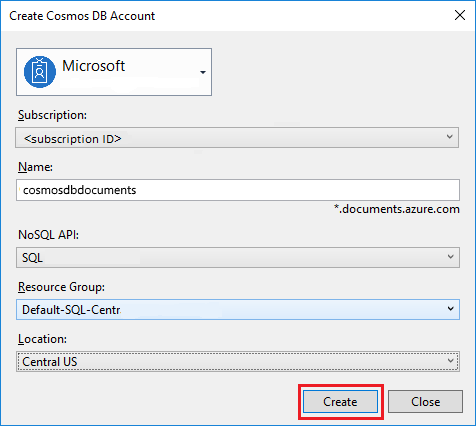 Create Cosmos DB Account
Microsoft
Subscription:
<subscription ID>
Name:
cosmosdbdocuments
*.documents.azure.com
NoSQL API:
SQL
Resource Group:
Default-SQL-Centr
Location:
Central US
Create Close